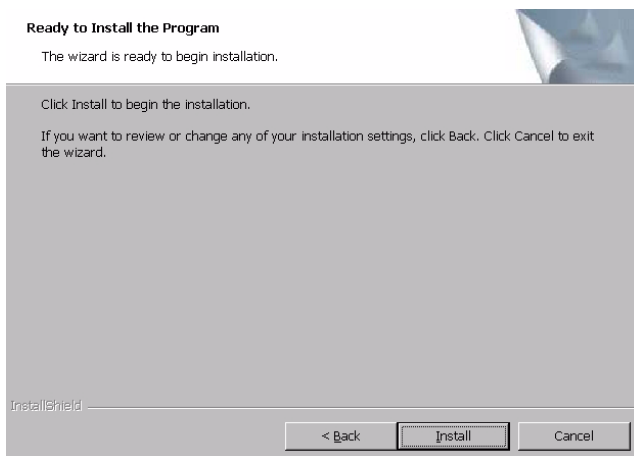 Ready to Install the Program
The wizard is ready to begin installation.
Click Install to begin the installation.
If you want to review or change any of your installation settings, click Back. Click Cancel to exit
the wizard.
InstallShield
< Back
Install
Cancel